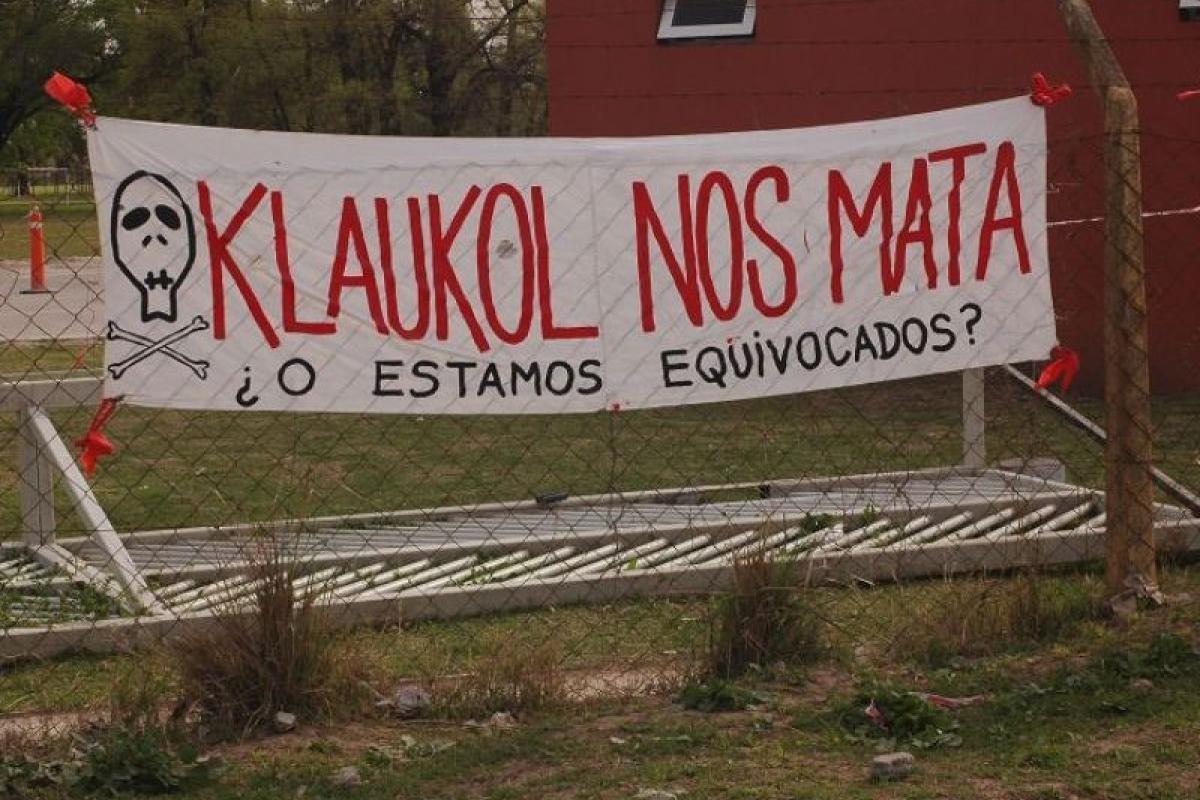 KLAUKOL NOS MATA
¿O ESTAMOS EQUIVOCADOS?